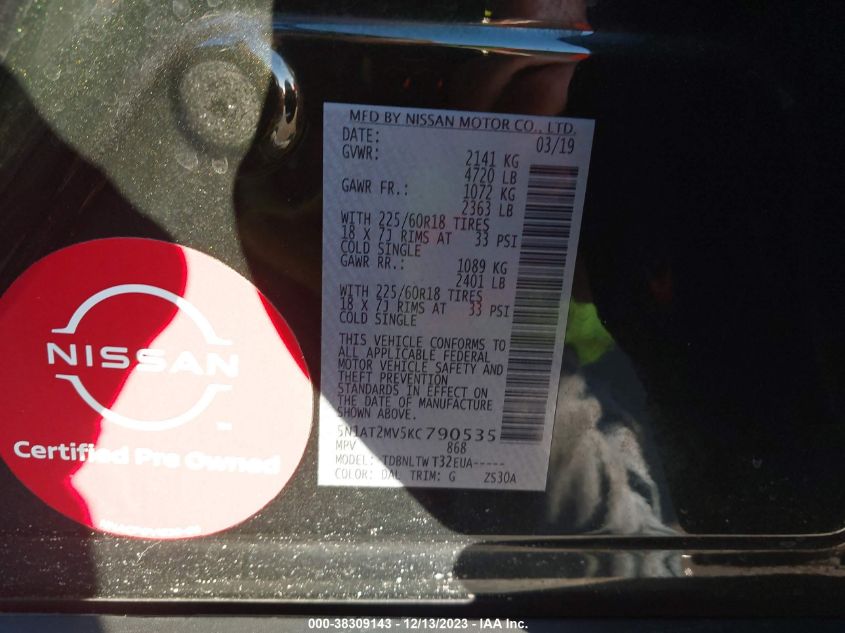 MFD BY NISSAN MOTOR CO., LTD.
DATE: 03/19
GVWR: 2141 KG
4720 LB
GAWR FR.: 1072 KG
2363 LB
WITH 225/60R18 TIRES
18 X 7J RIMS AT 33 PSI
COLD SINGLE
GAWR RR.: 1089 KG
2401 LB
WITH 225/60R18 TIRES
18 X 7J RIMS AT 33 PSI
COLD SINGLE
THIS VEHICLE CONFORMS TO
ALL APPLICABLE FEDERAL
MOTOR VEHICLE SAFETY AND
THEFT PREVENTION
STANDARDS IN EFFECT ON
THE DATE OF MANUFACTURE
SHOWN ABOVE.
5N1AT2MV5KC790535
MPV 868
MODEL: TDBNLTW T32EUA-----
COLOR: DAL TRIM: G ZS30A
NISSAN
Certified Pre Owned
000-38309143 - 12/13/2023 - IAA Inc.